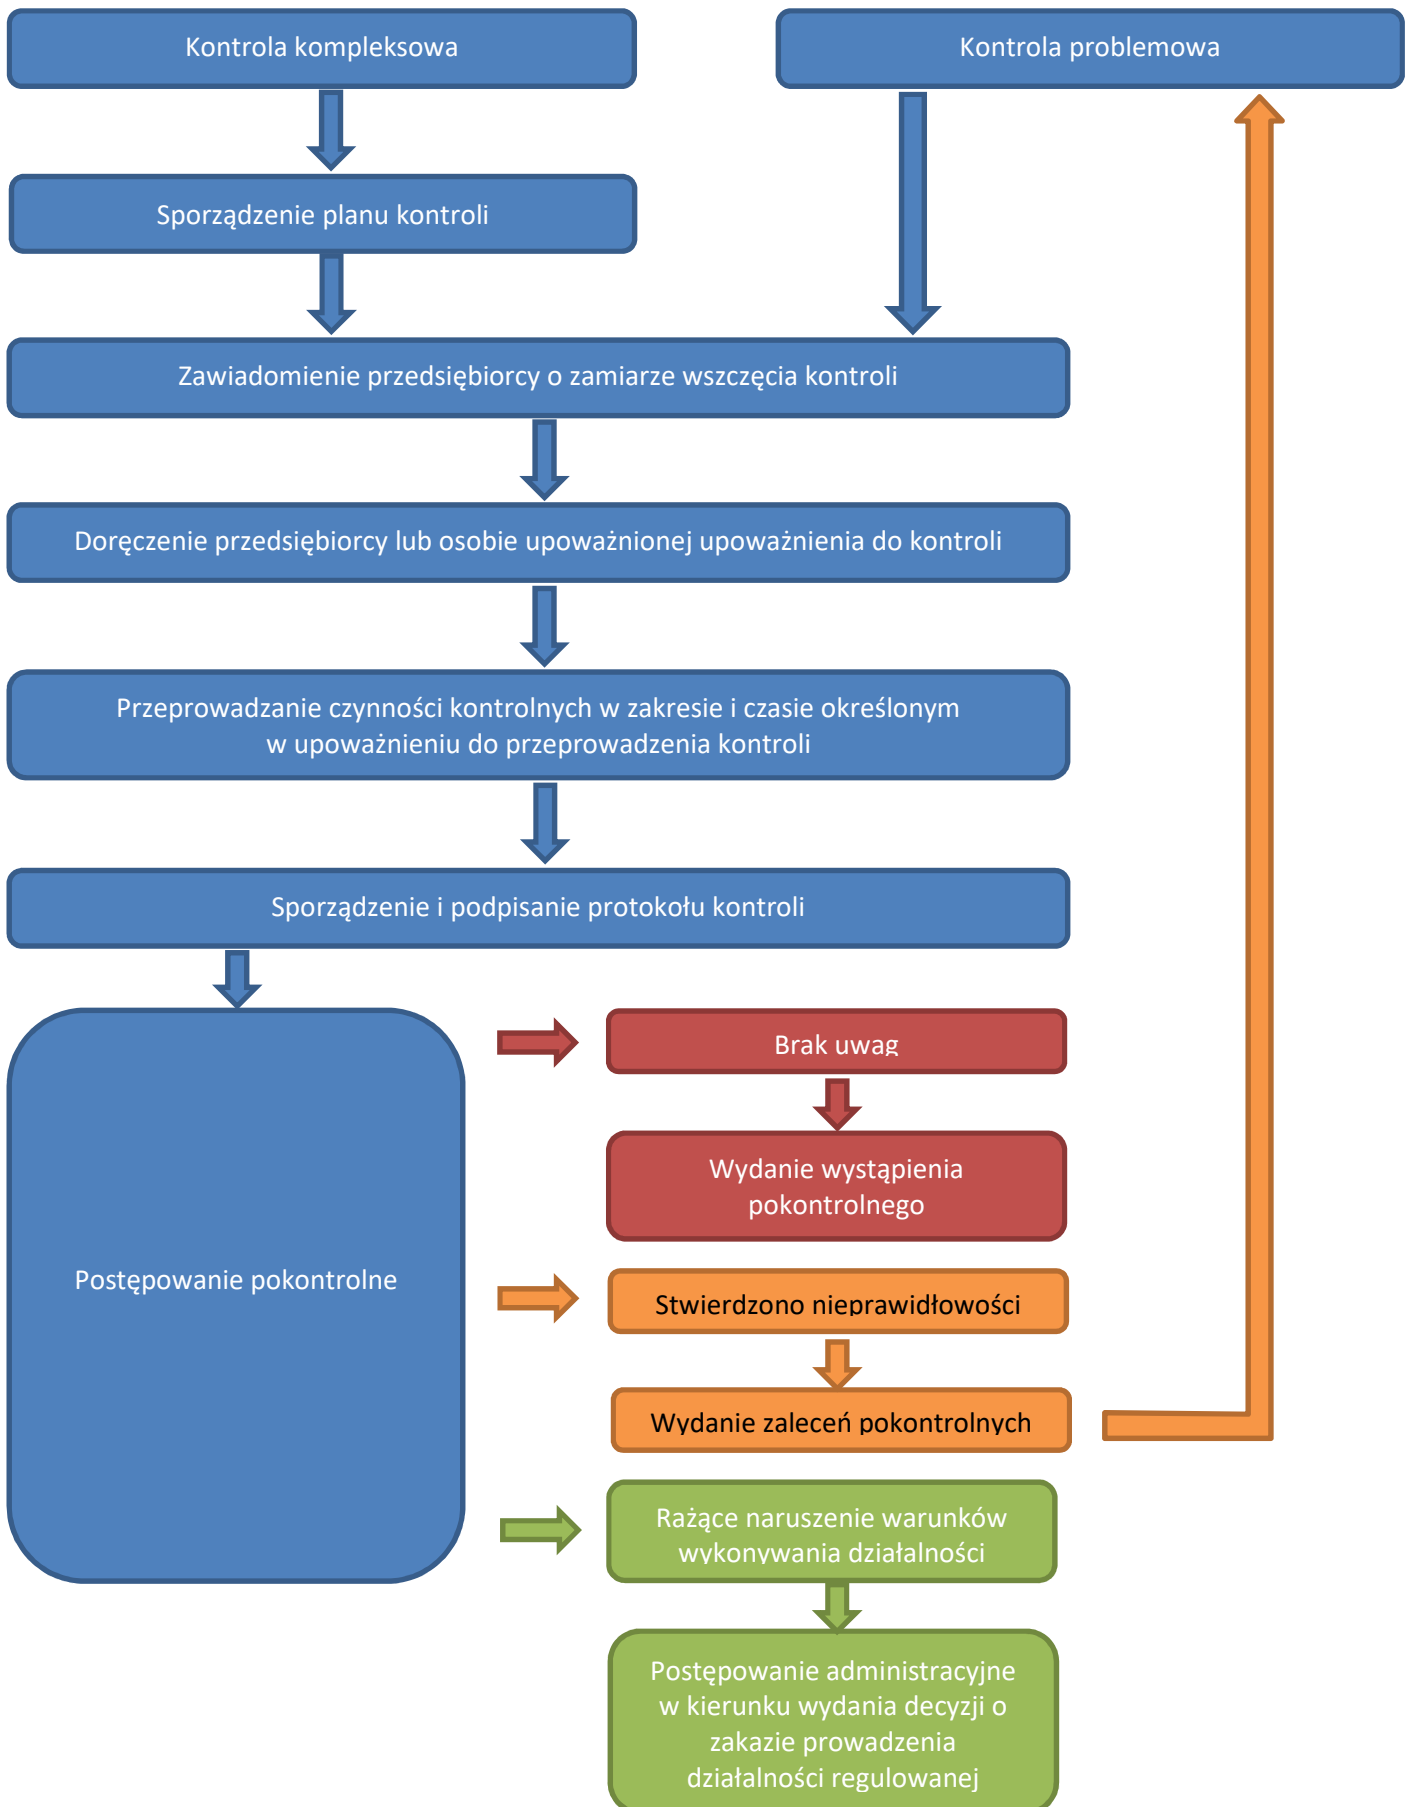 Kontrola kompleksowa
Kontrola problemowa
Sporządzenie planu kontroli
Zawiadomienie przedsiębiorcy o zamiarze wszczęcia kontroli
Doręczenie przedsiębiorcy lub osobie upoważnionej upoważnienia do kontroli
Przeprowadzanie czynności kontrolnych w zakresie i czasie określonym
w upoważnieniu do przeprowadzenia kontroli
Sporządzenie i podpisanie protokołu kontroli
Postępowanie pokontrolne
Brak uwag
Wydanie wystąpienia
pokontrolnego
Stwierdzono nieprawidłowości
Wydanie zaleceń pokontrolnych
Rażące naruszenie warunków
wykonywania działalności
Postępowanie administracyjne
w kierunku wydania decyzji o
zakazie prowadzenia
działalności regulowanej